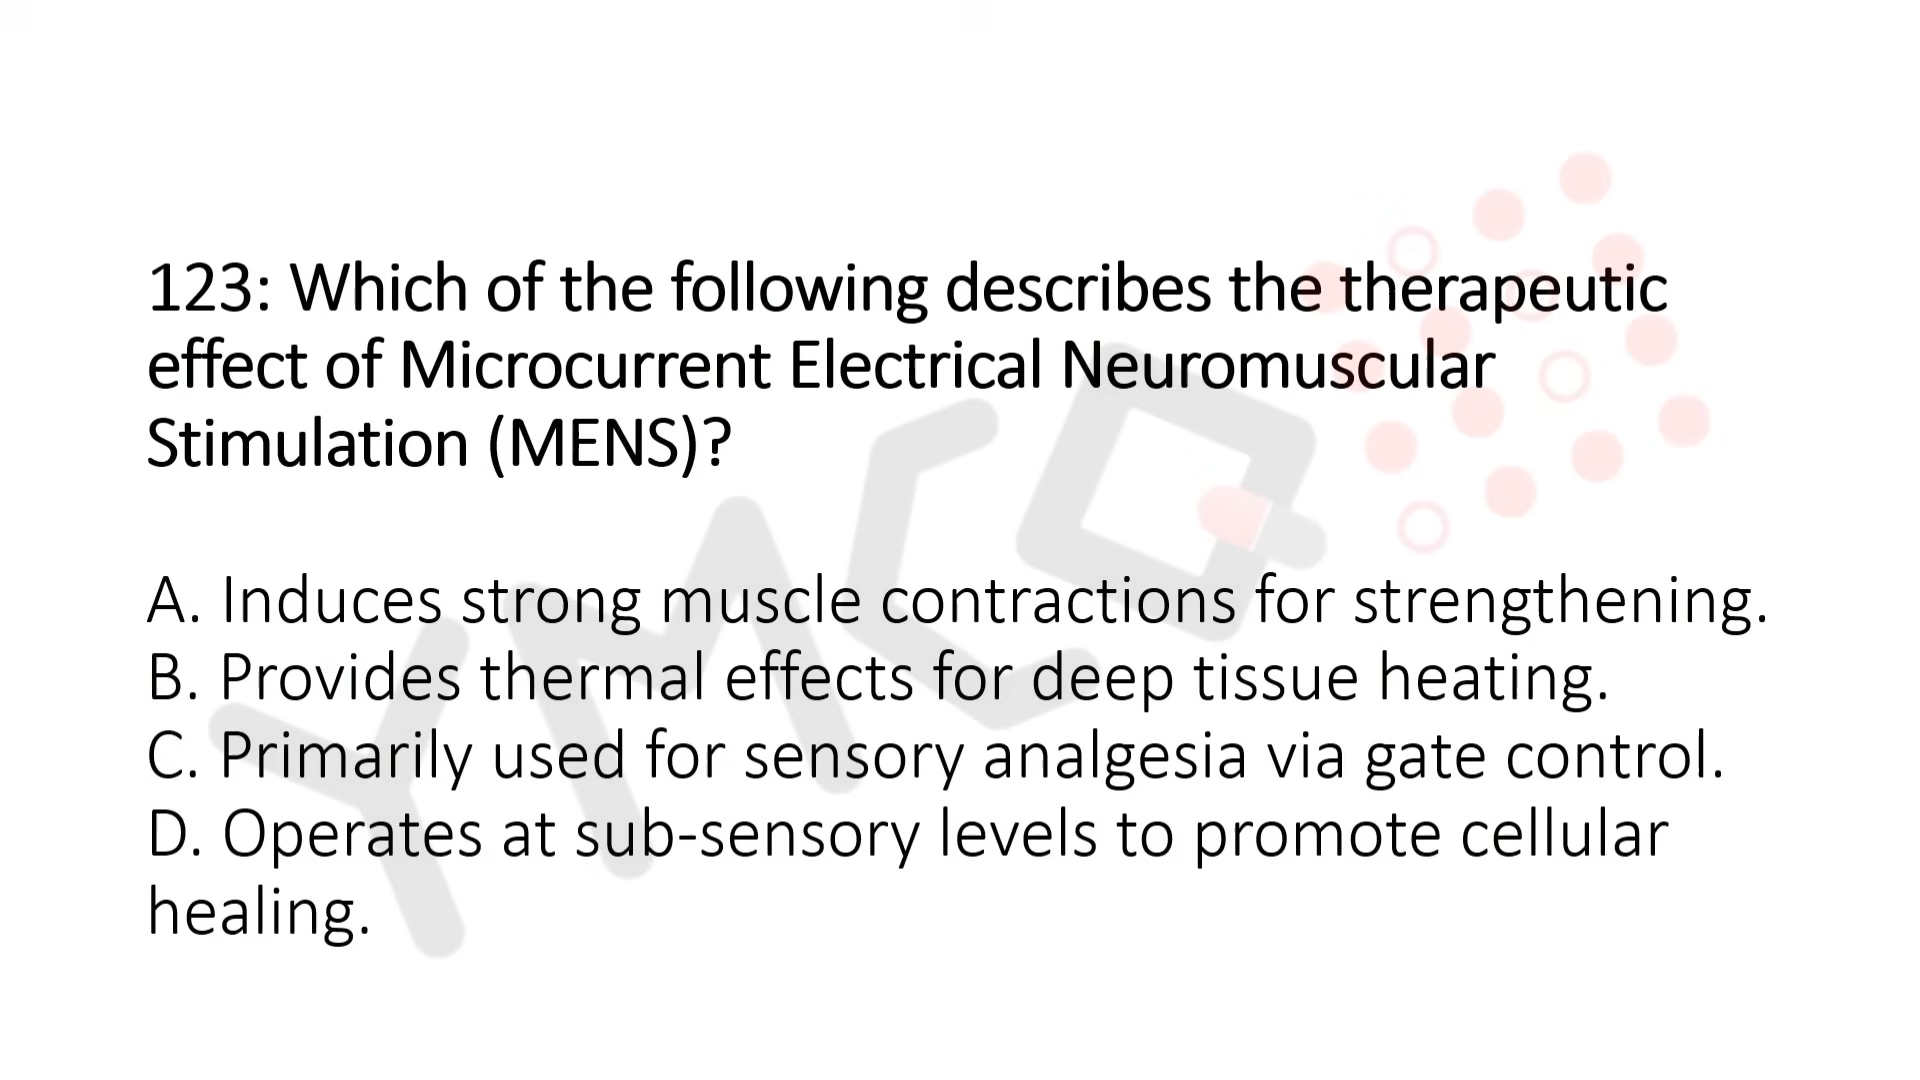 123: Which of the following describes the therapeutic
effect of Microcurrent Electrical Neuromuscular
Stimulation (MENS)?
A. Induces strong muscle contractions for strengthening.
B. Provides thermal effects for deep tissue heating.
C. Primarily used for sensory analgesia via gate control.
D. Operates at sub-sensory levels to promote cellular
healing.
YMCQ